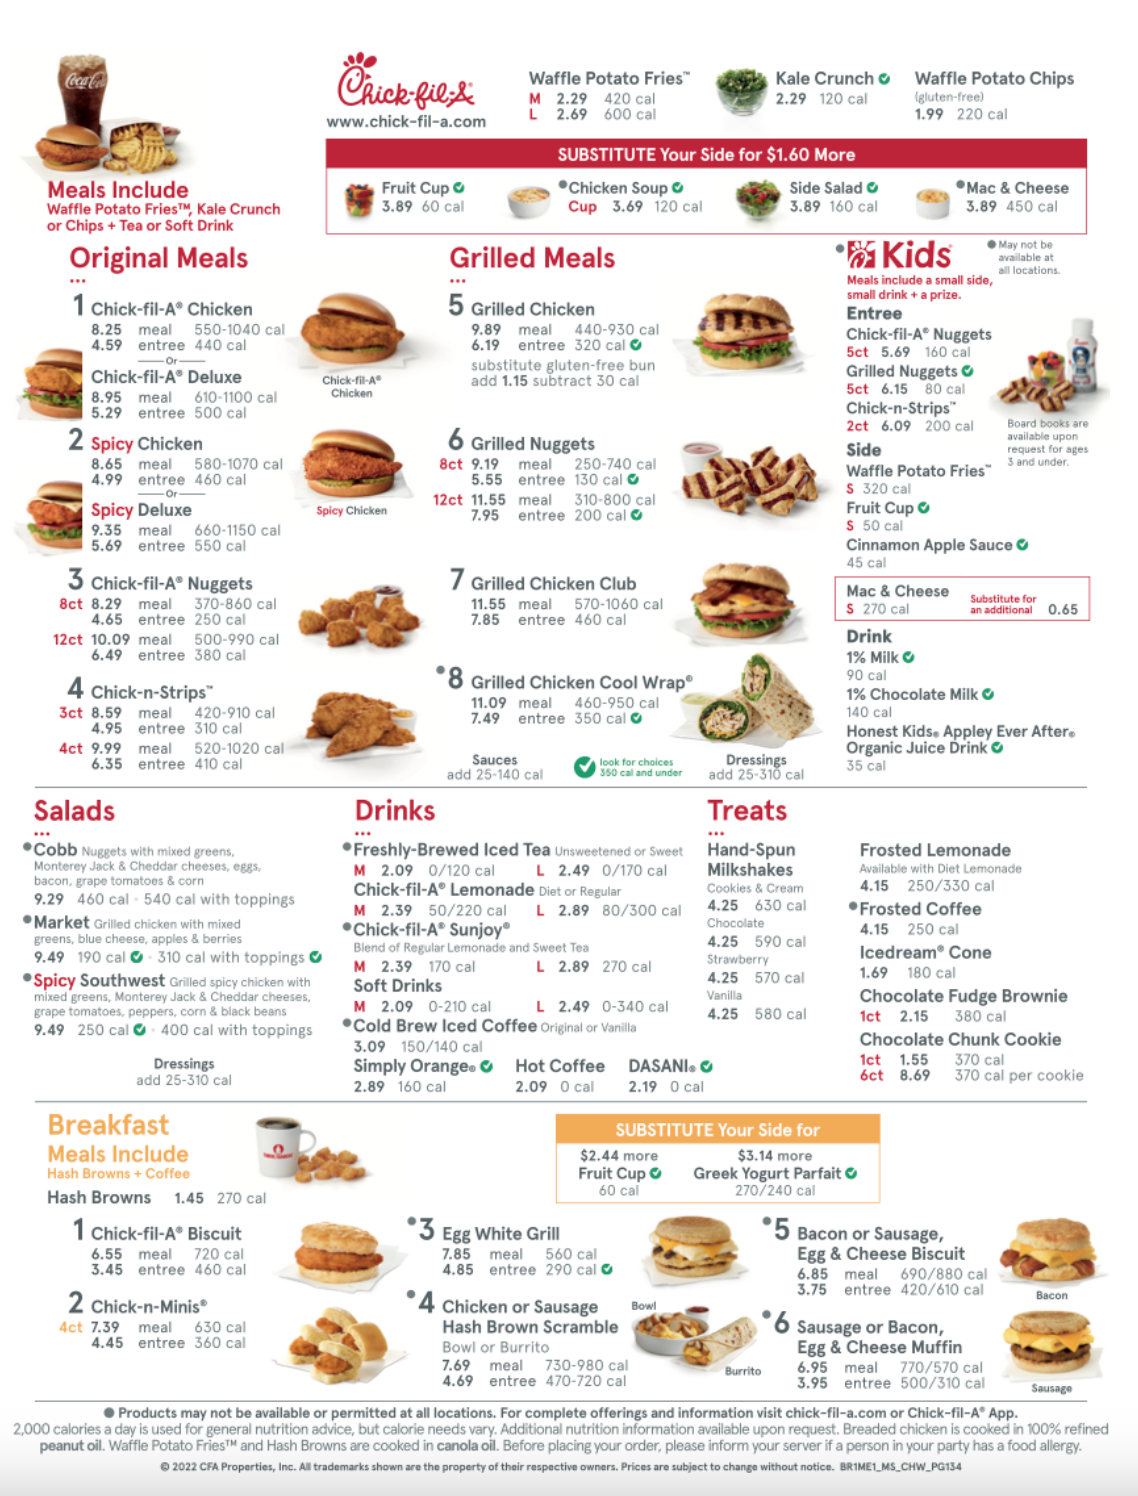 Coca-Cola
Chick-fil-A®
www.chick-fil-a.com
Waffle Potato Fries™
M 2.29 420 cal
L 2.69 600 cal
Kale Crunch
2.29 120 cal
Waffle Potato Chips
(gluten-free)
1.99 220 cal
SUBSTITUTE Your Side for $1.60 More
Fruit Cup
3.89 60 cal
Chicken Soup
Cup 3.69 120 cal
Side Salad
3.89 160 cal
Mac & Cheese
3.89 450 cal
Meals Include
Waffle Potato Fries™, Kale Crunch
or Chips + Tea or Soft Drink
Original Meals
1 Chick-fil-A® Chicken
8.25 meal 550-1040 cal
4.59 entree 440 cal
Or
Chick-fil-A® Deluxe
8.95 meal 610-1100 cal
5.29 entree 500 cal
Chick-fil-A®
Chicken
2 Spicy Chicken
8.65 meal 580-1070 cal
4.99 entree 460 cal
Or
Spicy Deluxe
9.35 meal 660-1150 cal
5.69 entree 550 cal
Spicy Chicken
3 Chick-fil-A® Nuggets
8ct 8.29 meal 370-860 cal
4.65 entree 250 cal
12ct 10.09 meal 500-990 cal
6.49 entree 380 cal
4 Chick-n-Strips™
3ct 8.59 meal 420-910 cal
4.95 entree 310 cal
4ct 9.99 meal 520-1020 cal
6.35 entree 410 cal
Grilled Meals
5 Grilled Chicken
9.89 meal 440-930 cal
6.19 entree 320 cal
substitute gluten-free bun
add 1.15 subtract 30 cal
6 Grilled Nuggets
8ct 9.19 meal 250-740 cal
5.55 entree 130 cal
12ct 11.55 meal 310-800 cal
7.95 entree 200 cal
7 Grilled Chicken Club
11.55 meal 570-1060 cal
7.85 entree 460 cal
8 Grilled Chicken Cool Wrap®
11.09 meal 460-950 cal
7.49 entree 350 cal
Sauces
add 25-140 cal
look for choices
350 cal and under
Dressings
add 25-310 cal
Kids
May not be
available at
all locations.
Meals include a small side,
small drink + a prize.
Entree
Chick-fil-A® Nuggets
5ct 5.69 160 cal
Grilled Nuggets
5ct 6.15 80 cal
Chick-n-Strips™
2ct 6.09 200 cal
Board books are
available upon
request for ages
3 and under.
Side
Waffle Potato Fries™
S 320 cal
Fruit Cup
S 50 cal
Cinnamon Apple Sauce
45 cal
Mac & Cheese
S 270 cal
Substitute for
an additional 0.65
Drink
1% Milk
90 cal
1% Chocolate Milk
140 cal
Honest Kids® Appley Ever After®
Organic Juice Drink
35 cal
Salads
Cobb Nuggets with mixed greens,
Monterey Jack & Cheddar cheeses, eggs,
bacon, grape tomatoes & corn
9.29 460 cal · 540 cal with toppings
Market Grilled chicken with mixed
greens, blue cheese, apples & berries
9.49 190 cal · 310 cal with toppings
Spicy Southwest Grilled spicy chicken with
mixed greens, Monterey Jack & Cheddar cheeses,
grape tomatoes, peppers, corn & black beans
9.49 250 cal · 400 cal with toppings
Dressings
add 25-310 cal
Drinks
Freshly-Brewed Iced Tea Unsweetened or Sweet
M 2.09 0/120 cal L 2.49 0/170 cal
Chick-fil-A® Lemonade Diet or Regular
M 2.39 50/220 cal L 2.89 80/300 cal
Chick-fil-A® Sunjoy®
Blend of Regular Lemonade and Sweet Tea
M 2.39 170 cal L 2.89 270 cal
Soft Drinks
M 2.09 0-210 cal L 2.49 0-340 cal
Cold Brew Iced Coffee Original or Vanilla
3.09 150/140 cal
Simply Orange® Hot Coffee DASANI®
2.89 160 cal 2.09 0 cal 2.19 0 cal
Treats
Hand-Spun
Milkshakes
Cookies & Cream
4.25 630 cal
Chocolate
4.25 590 cal
Strawberry
4.25 570 cal
Vanilla
4.25 580 cal
Frosted Lemonade
Available with Diet Lemonade
4.15 250/330 cal
Frosted Coffee
4.15 250 cal
Icedream® Cone
1.69 180 cal
Chocolate Fudge Brownie
1ct 2.15 380 cal
Chocolate Chunk Cookie
1ct 1.55 370 cal
6ct 8.69 370 cal per cookie
Breakfast
Meals Include
Hash Browns + Coffee
Hash Browns 1.45 270 cal
SUBSTITUTE Your Side for
$2.44 more
Fruit Cup
60 cal
$3.14 more
Greek Yogurt Parfait
270/240 cal
1 Chick-fil-A® Biscuit
6.55 meal 720 cal
3.45 entree 460 cal
2 Chick-n-Minis®
4ct 7.39 meal 630 cal
4.45 entree 360 cal
3 Egg White Grill
7.85 meal 560 cal
4.85 entree 290 cal
4 Chicken or Sausage
Hash Brown Scramble
Bowl or Burrito
7.69 meal 730-980 cal
4.69 entree 470-720 cal
Bowl
Burrito
5 Bacon or Sausage,
Egg & Cheese Biscuit
6.85 meal 690/880 cal
3.75 entree 420/610 cal
Bacon
6 Sausage or Bacon,
Egg & Cheese Muffin
6.95 meal 770/570 cal
3.95 entree 500/310 cal
Sausage
Products may not be available or permitted at all locations. For complete offerings and information visit chick-fil-a.com or Chick-fil-A® App.
2,000 calories a day is used for general nutrition advice, but calorie needs vary. Additional nutrition information available upon request. Breaded chicken is cooked in 100% refined
peanut oil. Waffle Potato Fries™ and Hash Browns are cooked in canola oil. Before placing your order, please inform your server if a person in your party has a food allergy.
© 2022 CFA Properties, Inc. All trademarks shown are the property of their respective owners. Prices are subject to change without notice. BR1ME1_MS_CHW_PG134